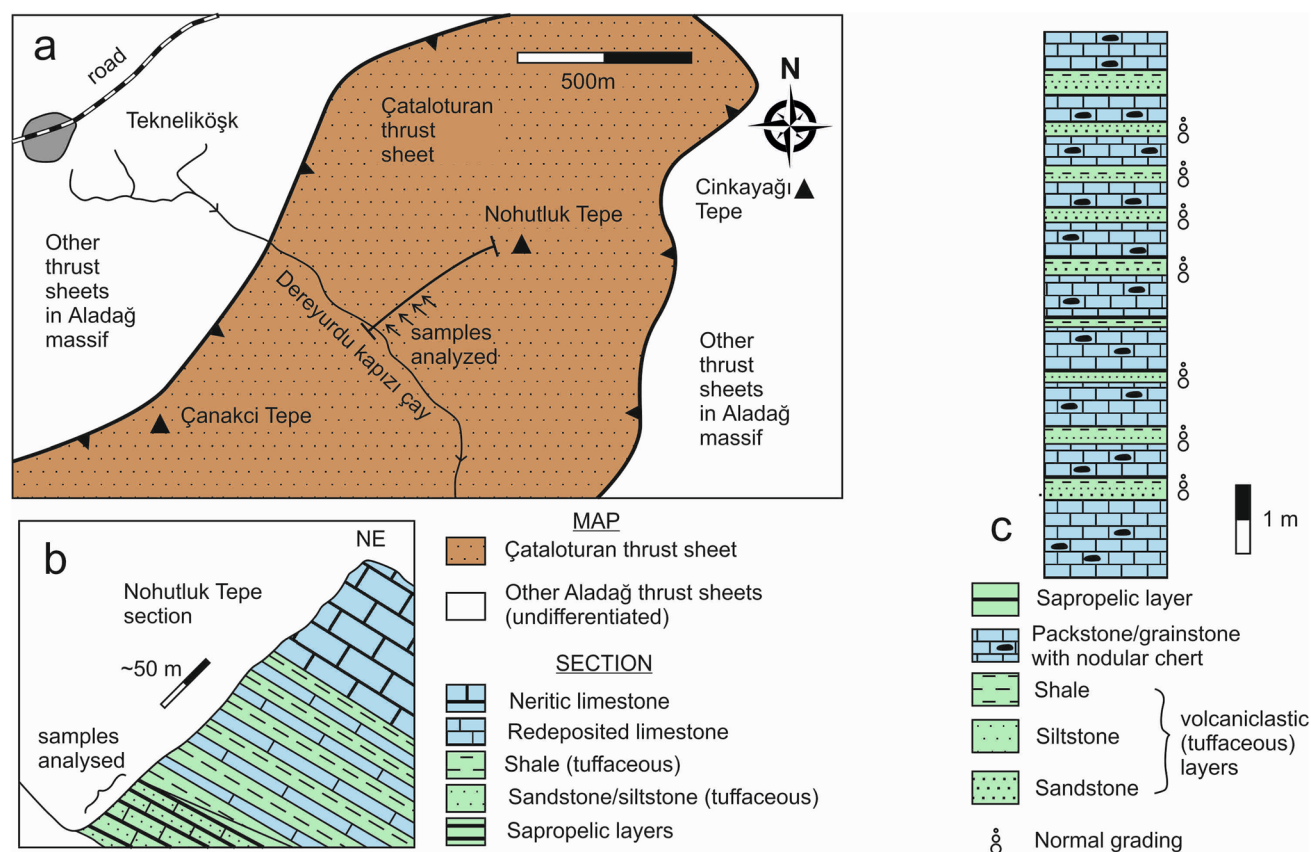 a
road
Tekneliköşk
Çataloturan
thrust
sheet
500m
N
Cinkayağı
Tepe
Nohutluk Tepe
Other
thrust
sheets
in Aladağ
massif
Dereyurdu kapızı çay
samples
analyzed
Other
thrust
sheets
in Aladağ
massif
Çanakci Tepe
b
NE
Nohutluk Tepe
section
~50 m
samples
analysed
MAP
Çataloturan thrust sheet
Other Aladağ thrust sheets
(undifferentiated)
SECTION
Neritic limestone
Redeposited limestone
Shale (tuffaceous)
Sandstone/siltstone (tuffaceous)
Sapropelic layers
c
1 m
Sapropelic layer
Packstone/grainstone
with nodular chert
Shale
Siltstone
Sandstone
volcaniclastic
(tuffaceous)
layers
Normal grading